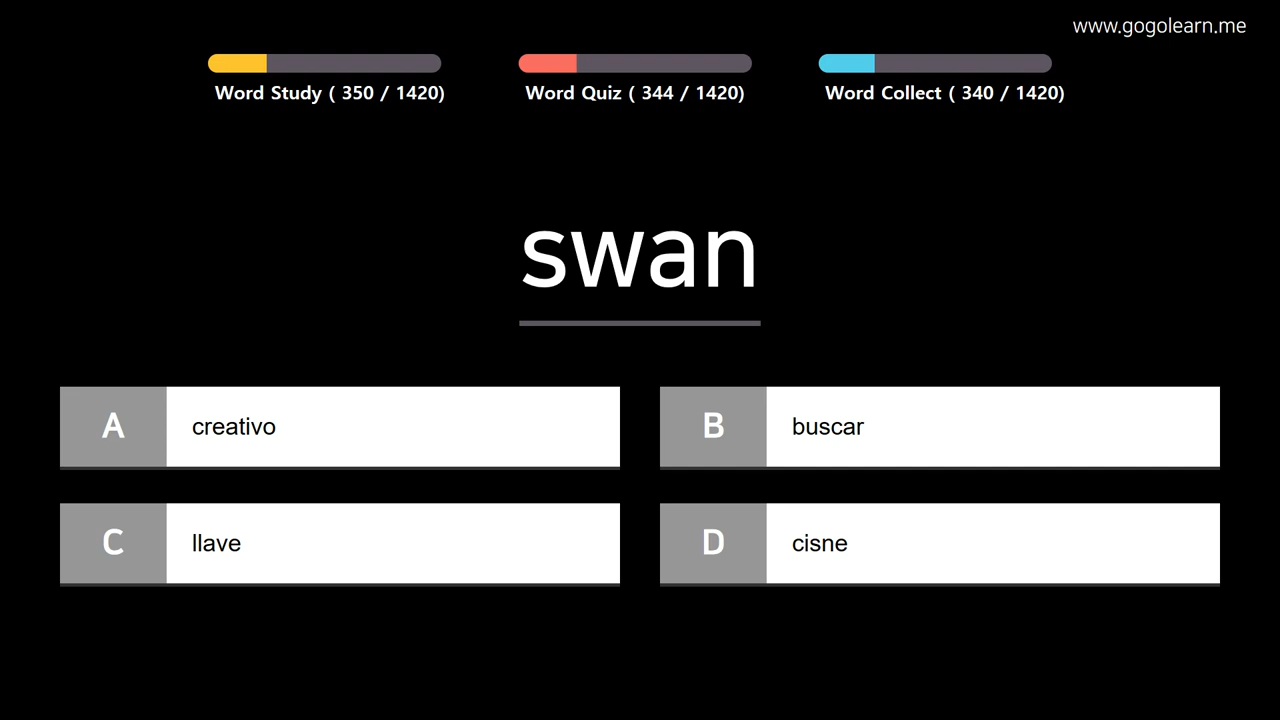 www.gogolearn.me
Word Study ( 350 / 1420)
Word Quiz ( 344 / 1420)
Word Collect ( 340 / 1420)
swan
A creativo
B buscar
C llave
D cisne